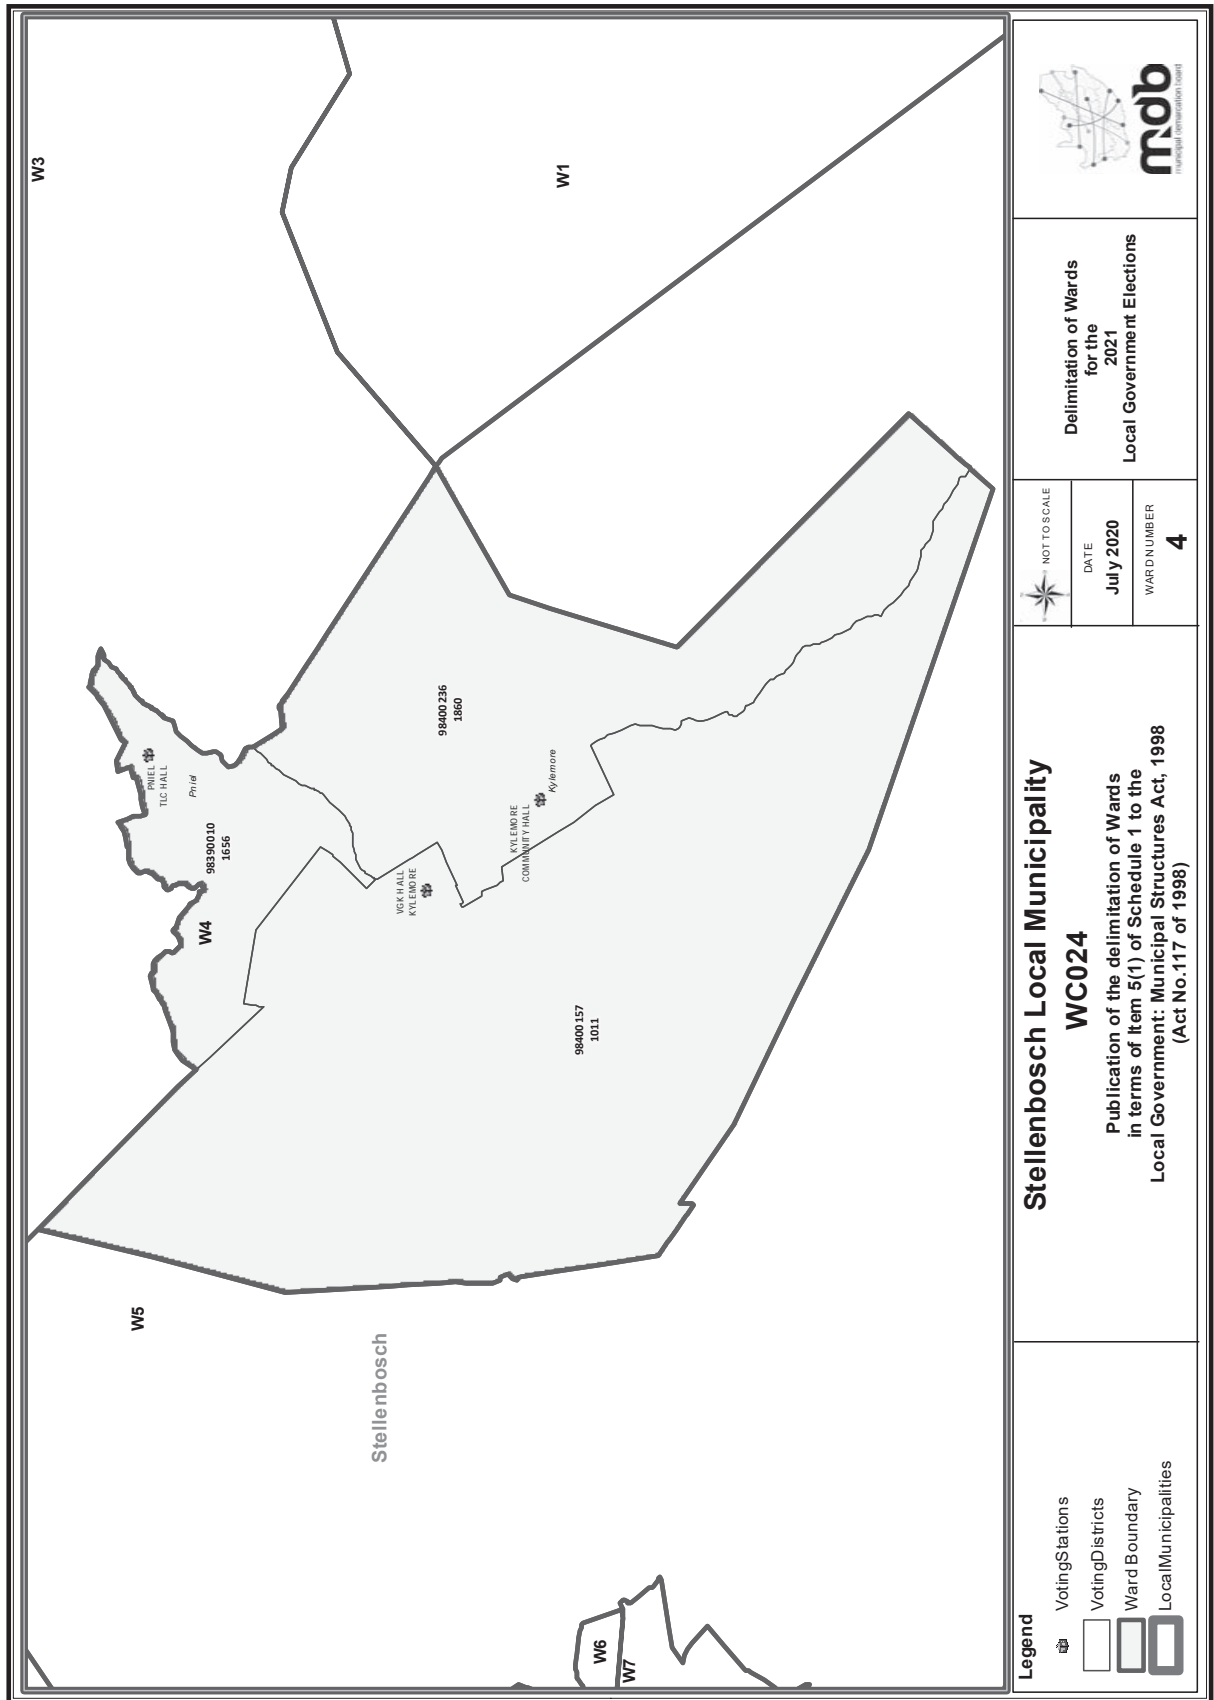 W3
W1
PNIEL
TLC HALL
Pniel
98390010
1656
W4
98400236
1860
KYLEMORE
COMMUNITY HALL
Kylemore
VGK HALL
KYLEMORE
98400157
1011
W5
Stellenbosch
W6
W7
Legend
VotingStations
VotingDistricts
Ward Boundary
LocalMunicipalities
Stellenbosch Local Municipality
WC024
Publication of the delimitation of Wards
in terms of Item 5(1) of Schedule 1 to the
Local Government: Municipal Structures Act, 1998
(Act No.117 of 1998)
NOT TO SCALE
DATE
July 2020
WARD NUMBER
4
Delimitation of Wards
for the
2021
Local Government Elections
mdb
municipal demarcation board